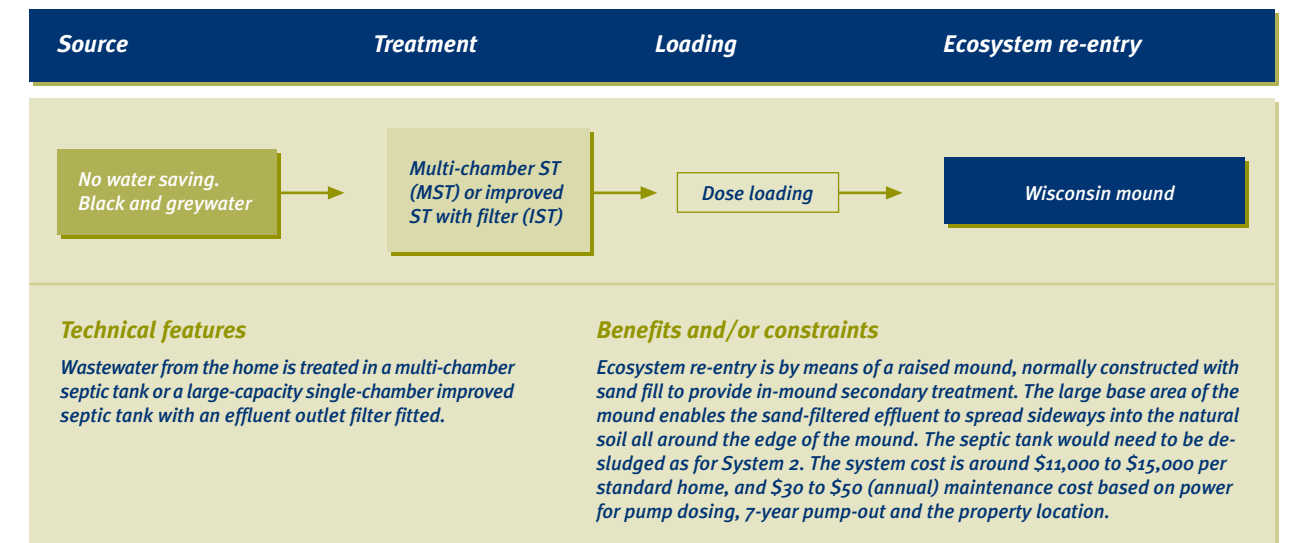 Source Treatment Loading Ecosystem re-entry
No water saving.
Black and greywater
Multi-chamber ST
(MST) or improved
ST with filter (IST)
Dose loading
Wisconsin mound
Technical features
Wastewater from the home is treated in a multi-chamber
septic tank or a large-capacity single-chamber improved
septic tank with an effluent outlet filter fitted.
Benefits and/or constraints
Ecosystem re-entry is by means of a raised mound, normally constructed with
sand fill to provide in-mound secondary treatment. The large base area of the
mound enables the sand-filtered effluent to spread sideways into the natural
soil all around the edge of the mound. The septic tank would need to be de-
sludged as for System 2. The system cost is around $11,000 to $15,000 per
standard home, and $30 to $50 (annual) maintenance cost based on power
for pump dosing, 7-year pump-out and the property location.